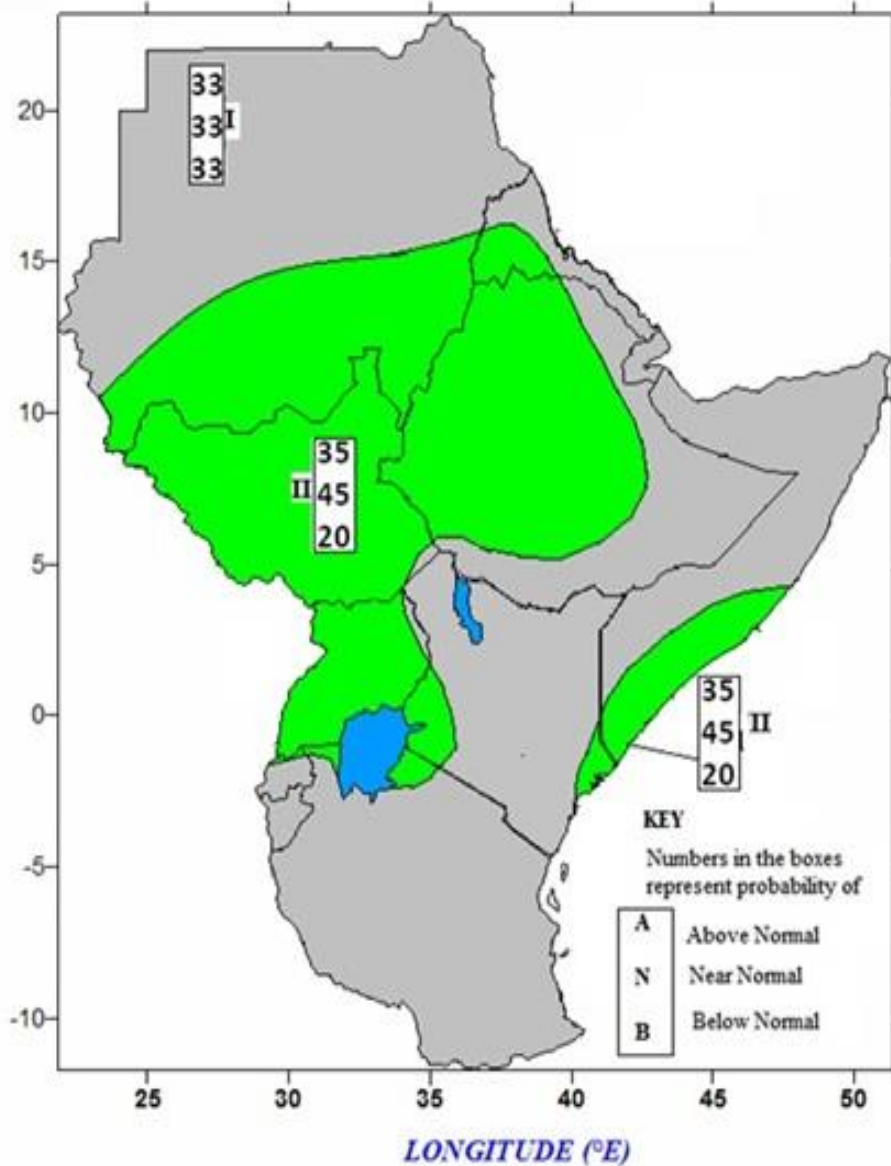 20
15
10
5
0
-5
-10
33
33
33
I
II
35
45
20
35
45
20
II
KEY
Numbers in the boxes
represent probability of
A
Above Normal
N
Near Normal
B
Below Normal
25
30
35
40
45
50
LONGITUDE (°E)